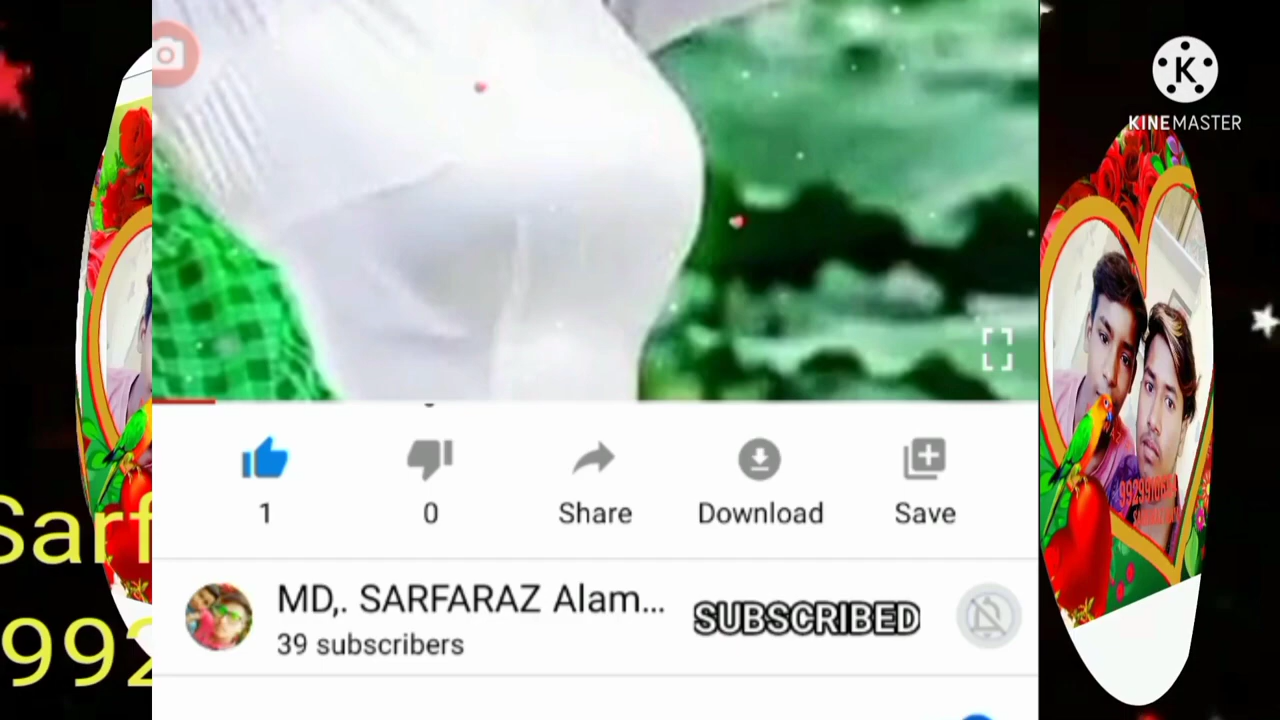 K
KINEMASTER
1
0
Share
Download
Save
MD,. SARFARAZ Alam...
39 subscribers
SUBSCRIBED
Sarf
992